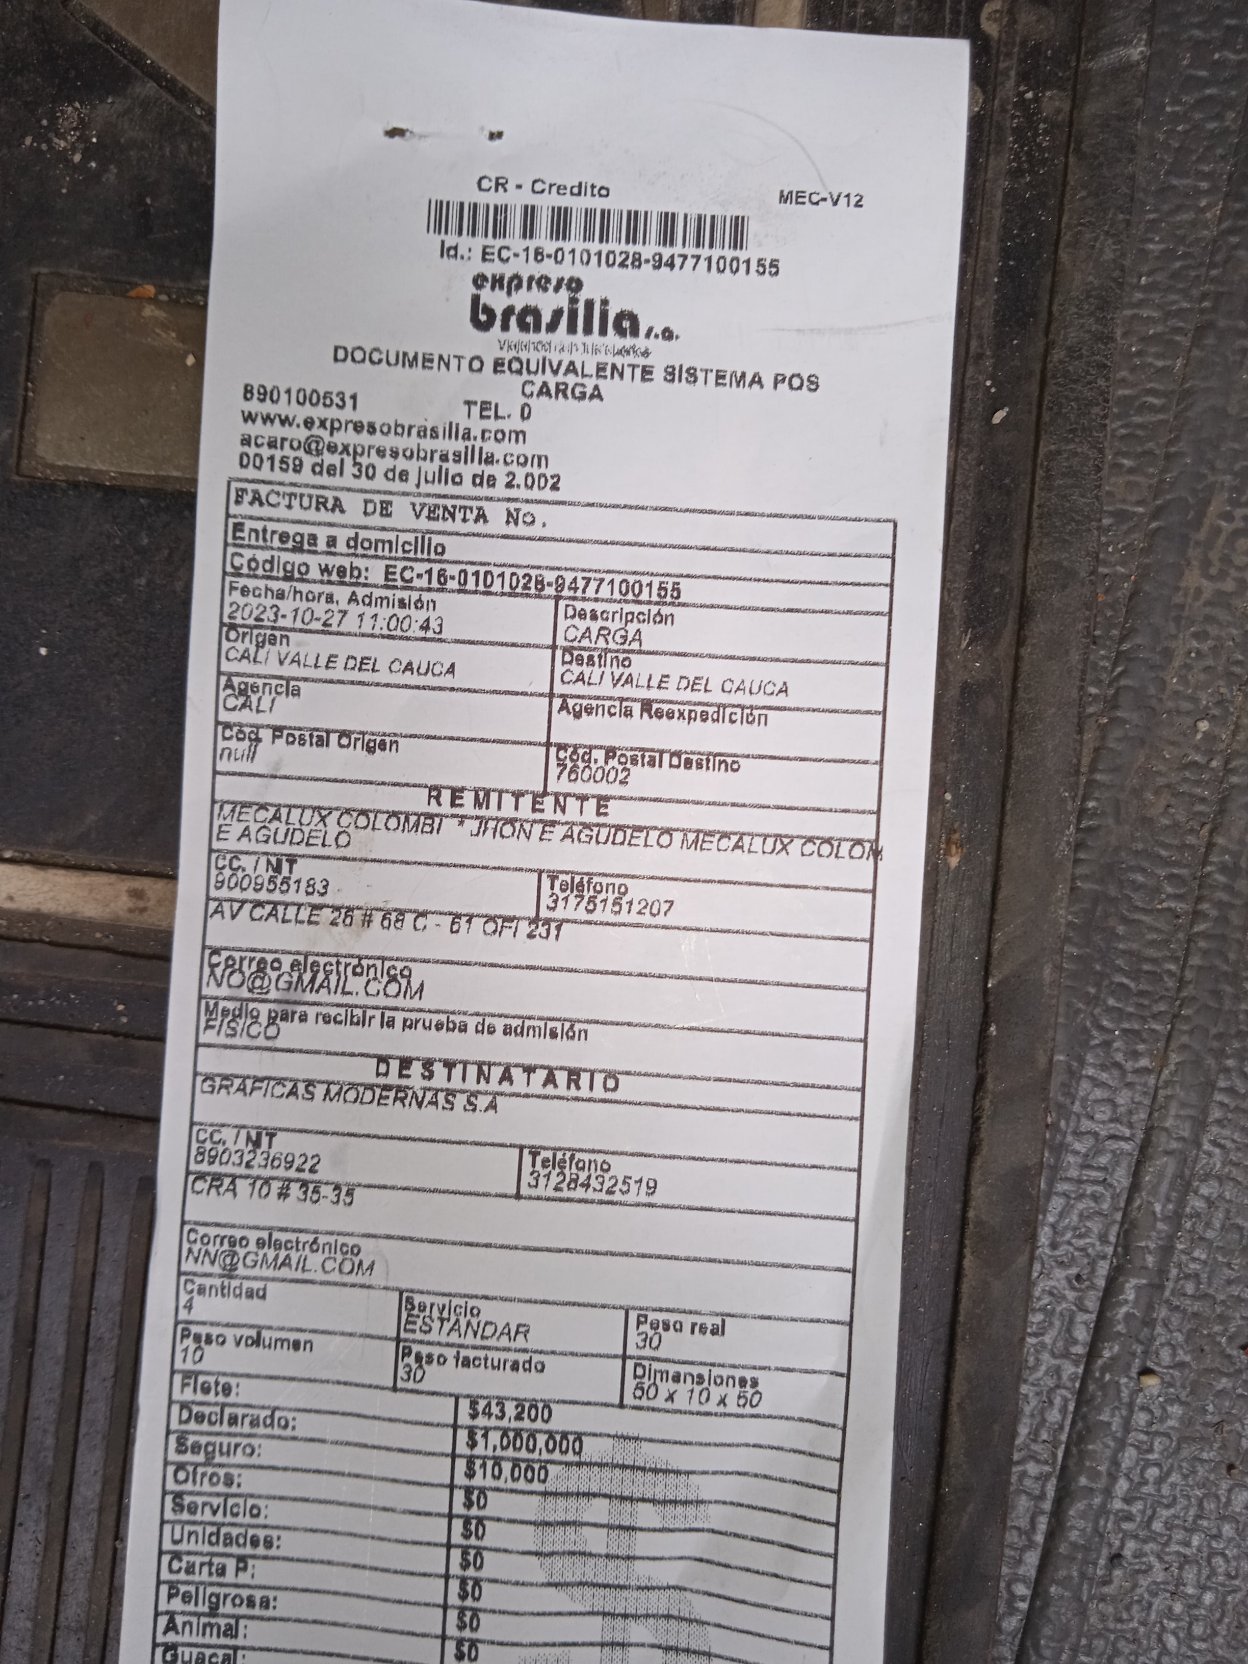 CR - Credito
MEC-V12
Id.: EC-16-0101028-9477100155
expreso
brasilia s.a.
DOCUMENTO EQUIVALENTE SISTEMA POS
CARGA
890100531 TEL. 0
www.expresobrasilia.com
acaro@expresobrasilia.com
00159 del 30 de julio de 2.002
FACTURA DE VENTA No.
Entrega a domicilio
Código web: EC-16-0101028-9477100155
Fecha/hora, Admisión
2023-10-27 11:00:43
Descripción
CARGA
Origen
CALI VALLE DEL CAUCA
Destino
CALI VALLE DEL CAUCA
Agencia
CALI
Agencia Reexpedición
Cód. Postal Origen
null
Cód. Postal Destino
760002
REMITENTE
MECALUX COLOMBI * JHON E AGUDELO MECALUX COLOM
E AGUDELO
CC. / NIT
900955183
Teléfono
3175151207
AV CALLE 26 # 68 C - 61 OFI 231
Correo electrónico
NO@GMAIL.COM
Medio para recibir la prueba de admisión
FISICO
DESTINATARIO
GRAFICAS MODERNAS S.A
CC. / NIT
8903236922
Teléfono
3128432519
CRA 10 # 35-35
Correo electrónico
NN@GMAIL.COM
Cantidad
4
Servicio
ESTANDAR
Peso real
30
Peso volumen
10
Peso facturado
30
Dimensiones
50 x 10 x 50
Flete: $43,200
Declarado: $1,000,000
Seguro: $10,000
Otros: $0
Servicio: $0
Unidades: $0
Carta P: $0
Peligrosa: $0
Animal: $0
Guacal: